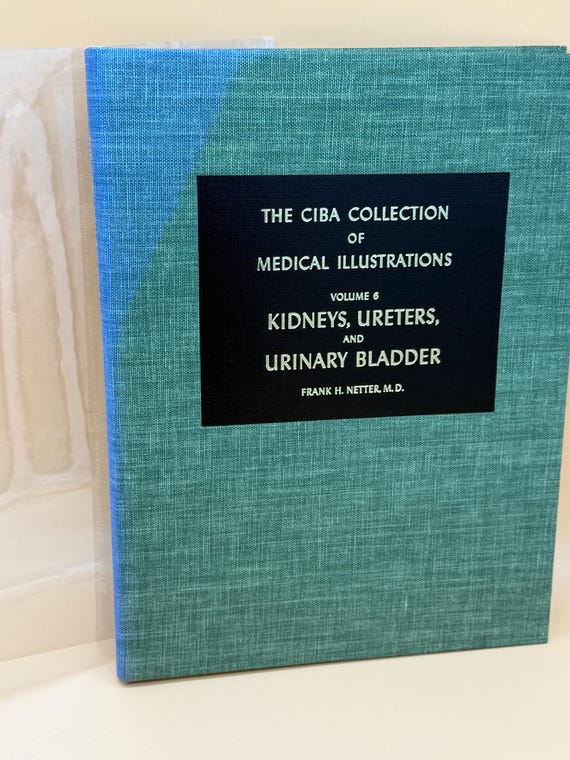 THE CIBA COLLECTION
OF
MEDICAL ILLUSTRATIONS
VOLUME 6
KIDNEYS, URETERS,
AND
URINARY BLADDER
FRANK H. NETTER, M. D.